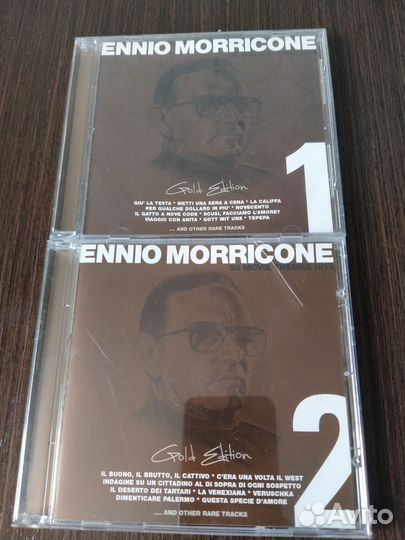 ENNIO MORRICONE
1
Gold Edition
GIU' LA TESTA * METTI UNA SERA A CENA * LA CALIFFA
PER QUALCHE DOLLARO IN PIU' * NOVECENTO
IL GATTO A NOVE CODE * SCUSI, FACCIAMO L'AMORE?
VIAGGIO CON ANITA * GOTT MIT UNS * TEPEPA
... AND OTHER RARE TRACKS
ENNIO MORRICONE
50 MOVIE THEMES HITS
2
Gold Edition
IL BUONO, IL BRUTTO, IL CATTIVO * C'ERA UNA VOLTA IL WEST
INDAGINE SU UN CITTADINO AL DI SOPRA DI OGNI SOSPETTO
IL DESERTO DEI TARTARI * LA VENEXIANA * VERUSCHKA
DIMENTICARE PALERMO * QUESTA SPECIE D'AMORE
... AND OTHER RARE TRACKS
Avito